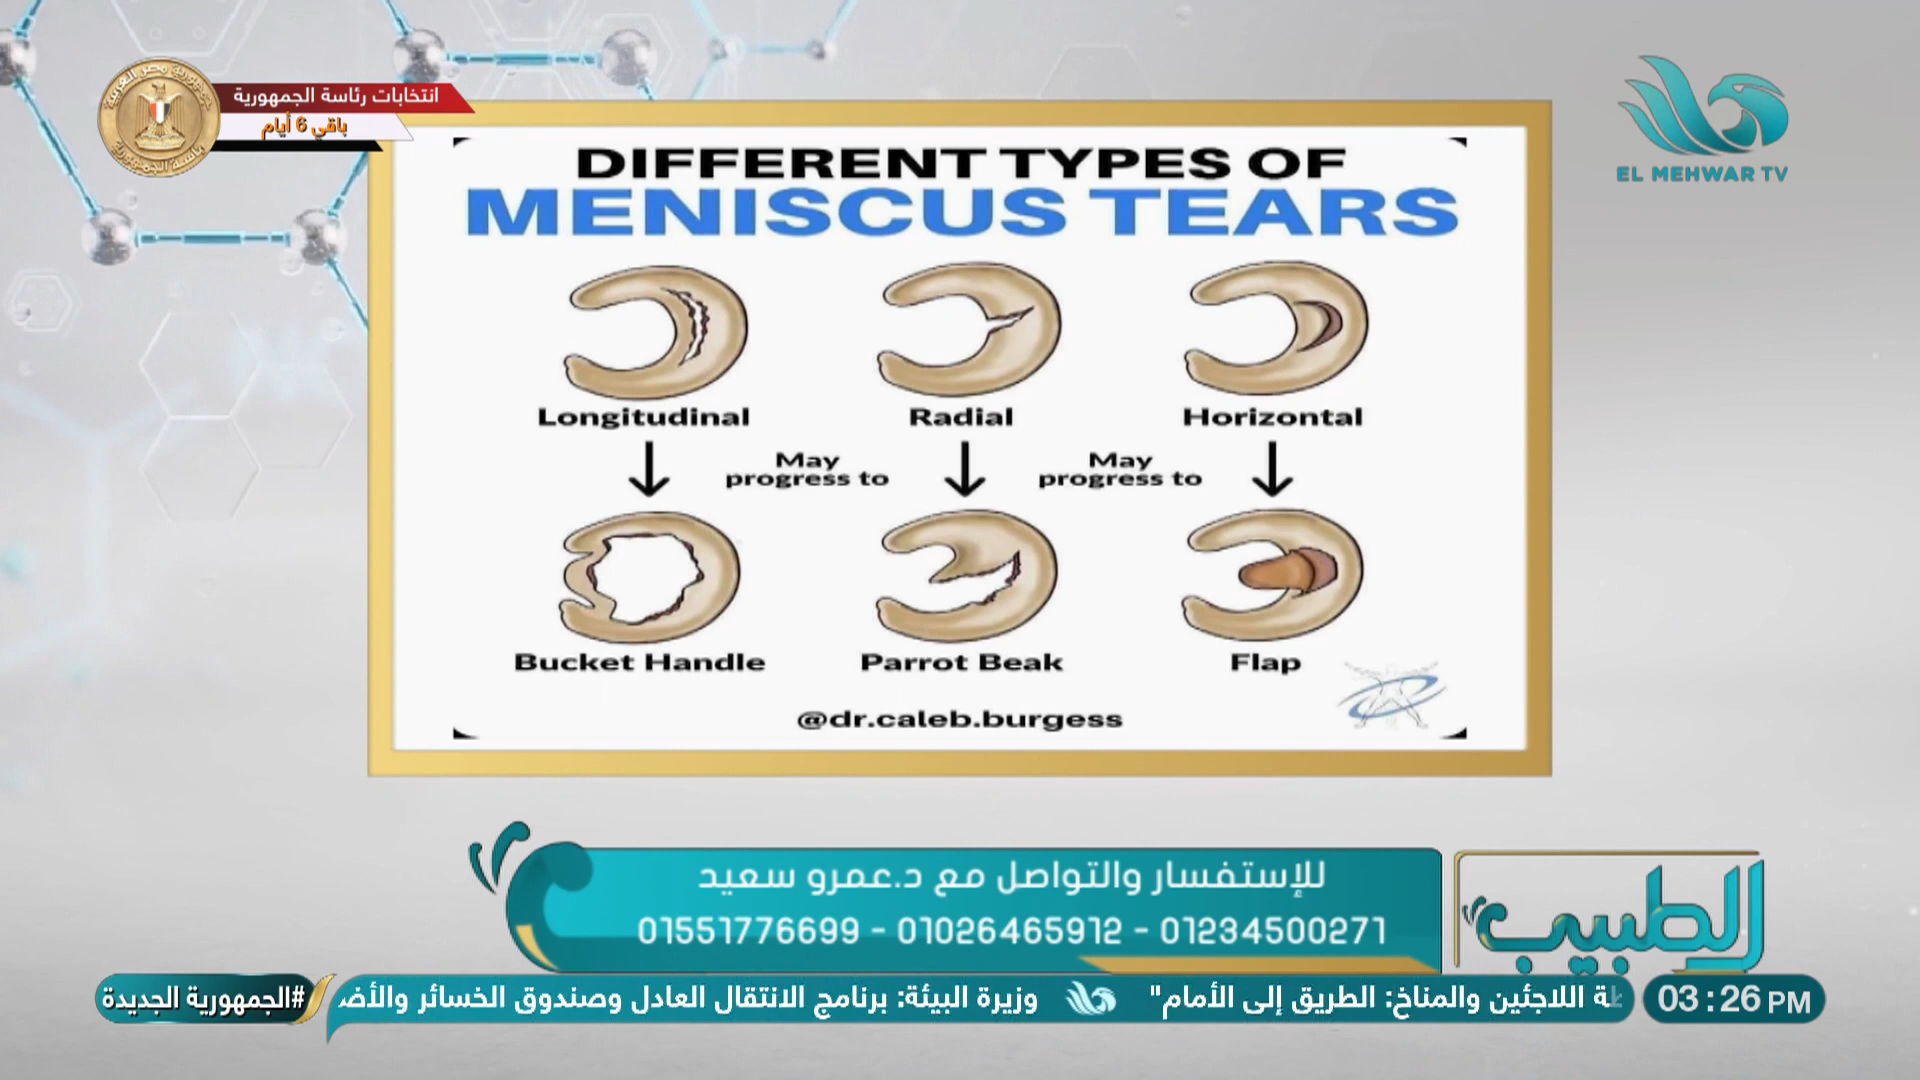 انتخابات رئاسة الجمهورية
باقي 6 أيام
EL MEHWAR TV
DIFFERENT TYPES OF
MENISCUS TEARS
Longitudinal
Radial
Horizontal
May
progress to
May
progress to
Bucket Handle
Parrot Beak
Flap
@dr.caleb.burgess
للإستفسار والتواصل مع د.عمرو سعيد
01551776699 - 01026465912 - 01234500271
الطبيب
اللاجئين والمناخ: الطريق إلى الأمام"
وزيرة البيئة: برنامج الانتقال العادل وصندوق الخسائر
#الجمهورية الجديدة
03:26 PM